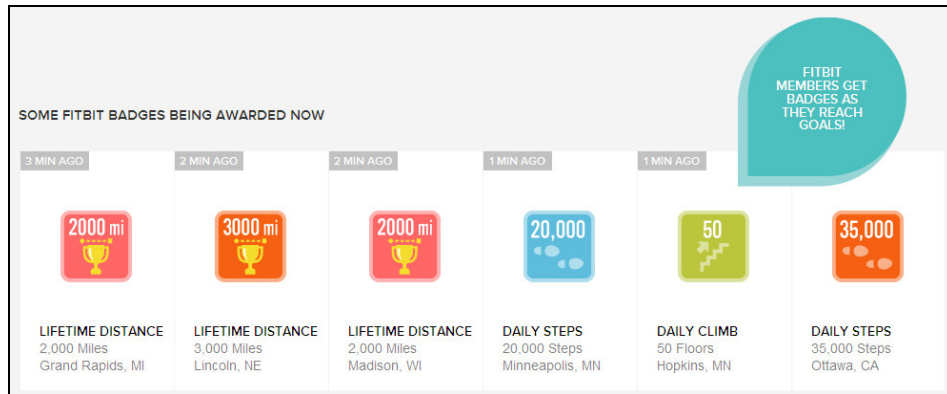 FITBIT
MEMBERS GET
BADGES AS
THEY REACH
GOALS!
SOME FITBIT BADGES BEING AWARDED NOW
3 MIN AGO
2000 mi
LIFETIME DISTANCE
2,000 Miles
Grand Rapids, MI
2 MIN AGO
3000 mi
LIFETIME DISTANCE
3,000 Miles
Lincoln, NE
2 MIN AGO
2000 mi
LIFETIME DISTANCE
2,000 Miles
Madison, WI
1 MIN AGO
20,000
DAILY STEPS
20,000 Steps
Minneapolis, MN
1 MIN AGO
50
DAILY CLIMB
50 Floors
Hopkins, MN
35,000
DAILY STEPS
35,000 Steps
Ottawa, CA